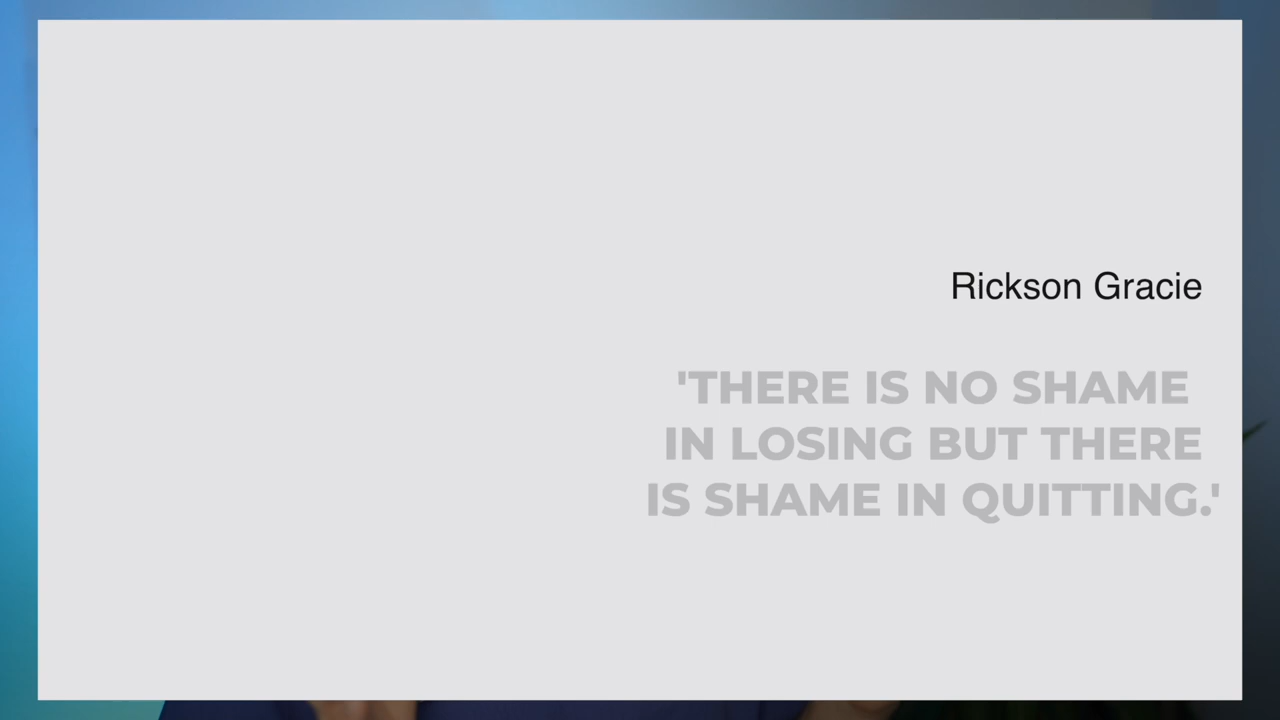 Rickson Gracie
'THERE IS NO SHAME
IN LOSING BUT THERE
IS SHAME IN QUITTING.'